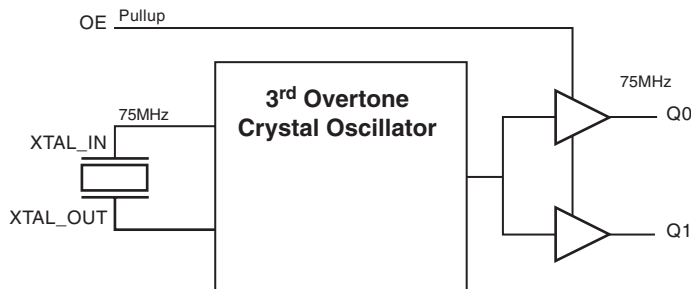 OE Pullup
75MHz
3rd Overtone
Crystal Oscillator
75MHz
Q0
XTAL_IN
XTAL_OUT
Q1